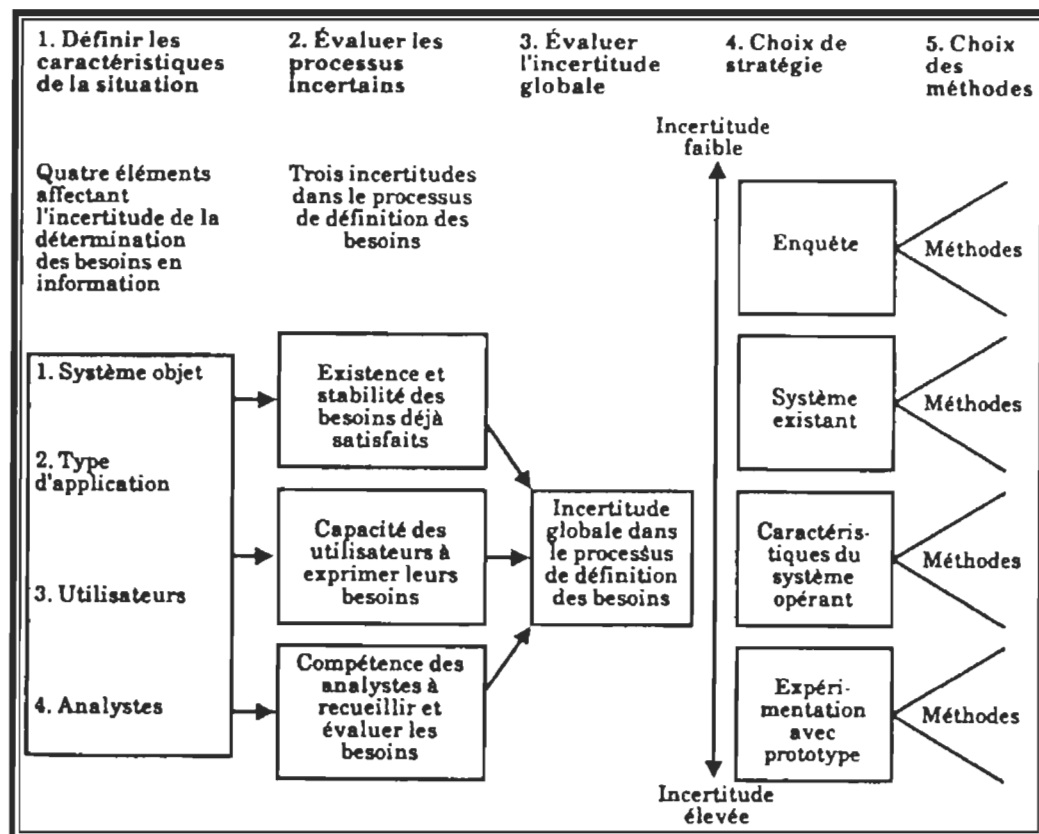 1. Définir les
caractéristiques
de la situation
2. Évaluer les
processus
incertains
3. Évaluer
l'incertitude
globale
4. Choix de
stratégie
5. Choix
des
méthodes
Quatre éléments
affectant
l'incertitude de la
détermination
des besoins en
information
Trois incertitudes
dans le processus
de définition des
besoins
Incertitude
faible
1. Système objet
2. Type
d'application
3. Utilisateurs
4. Analystes
Existence et
stabilité des
besoins déjà
satisfaits
Capacité des
utilisateurs à
exprimer leurs
besoins
Compétence des
analystes à
recueillir et
évaluer les
besoins
Incertitude
globale dans
le processus
de définition
des besoins
Enquête
Méthodes
Système
existant
Méthodes
Caractéris-
tiques du
système
opérant
Méthodes
Expéri-
mentation
avec
prototype
Méthodes
Incertitude
élevée